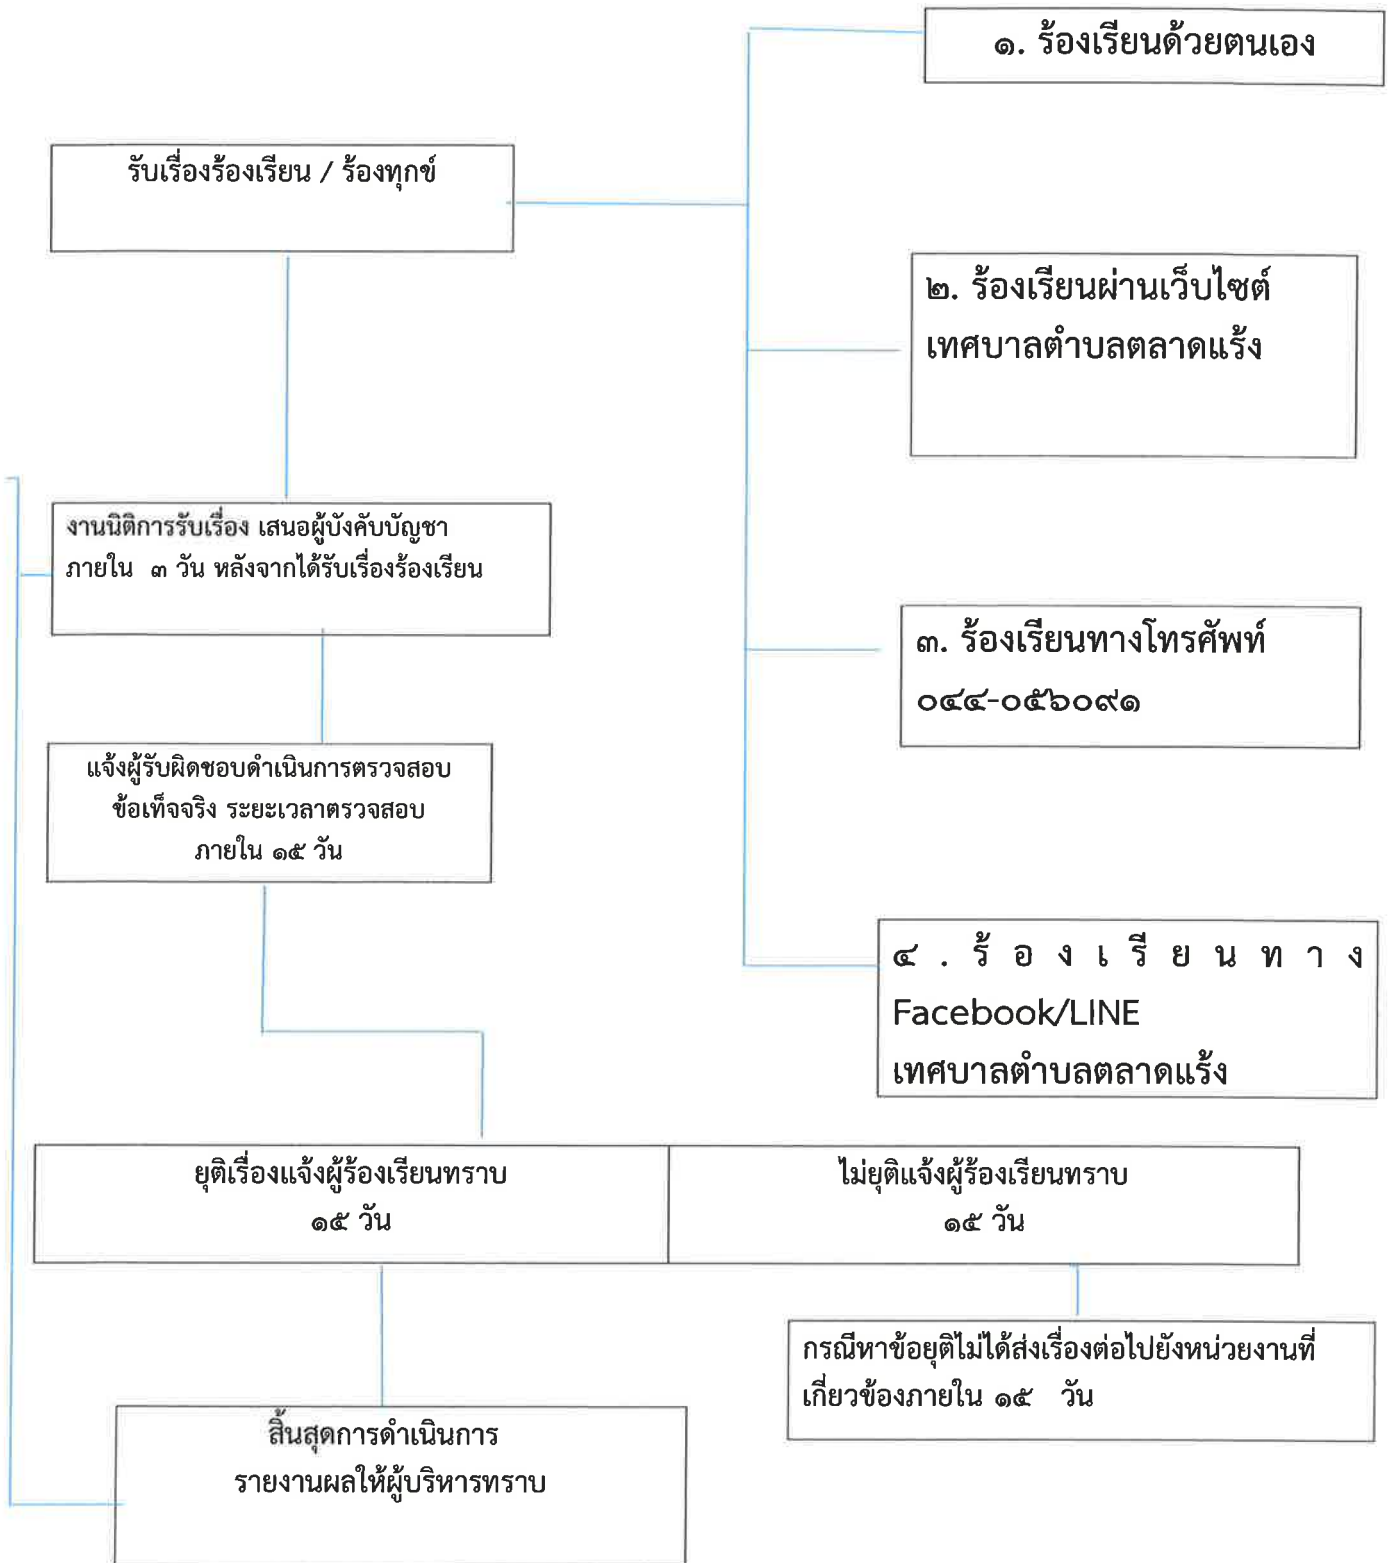 ๑. ร้องเรียนด้วยตนเอง
รับเรื่องร้องเรียน / ร้องทุกข์
๒. ร้องเรียนผ่านเว็บไซต์
เทศบาลตำบลตลาดแร้ง
งานนิติการรับเรื่อง เสนอผู้บังคับบัญชา
ภายใน ๓ วัน หลังจากได้รับเรื่องร้องเรียน
๓. ร้องเรียนทางโทรศัพท์
๐๔๔-๐๕๖๐๙๑
แจ้งผู้รับผิดชอบดำเนินการตรวจสอบ
ข้อเท็จจริง ระยะเวลาตรวจสอบ
ภายใน ๑๕ วัน
๔ . ร้ อ ง เ รี ย น ท า ง
Facebook/LINE
เทศบาลตำบลตลาดแร้ง
ยุติเรื่องแจ้งผู้ร้องเรียนทราบ
๑๕ วัน
ไม่ยุติแจ้งผู้ร้องเรียนทราบ
๑๕ วัน
กรณีหาข้อยุติไม่ได้ส่งเรื่องต่อไปยังหน่วยงานที่
เกี่ยวข้องภายใน ๑๕ วัน
สิ้นสุดการดำเนินการ
รายงานผลให้ผู้บริหารทราบ